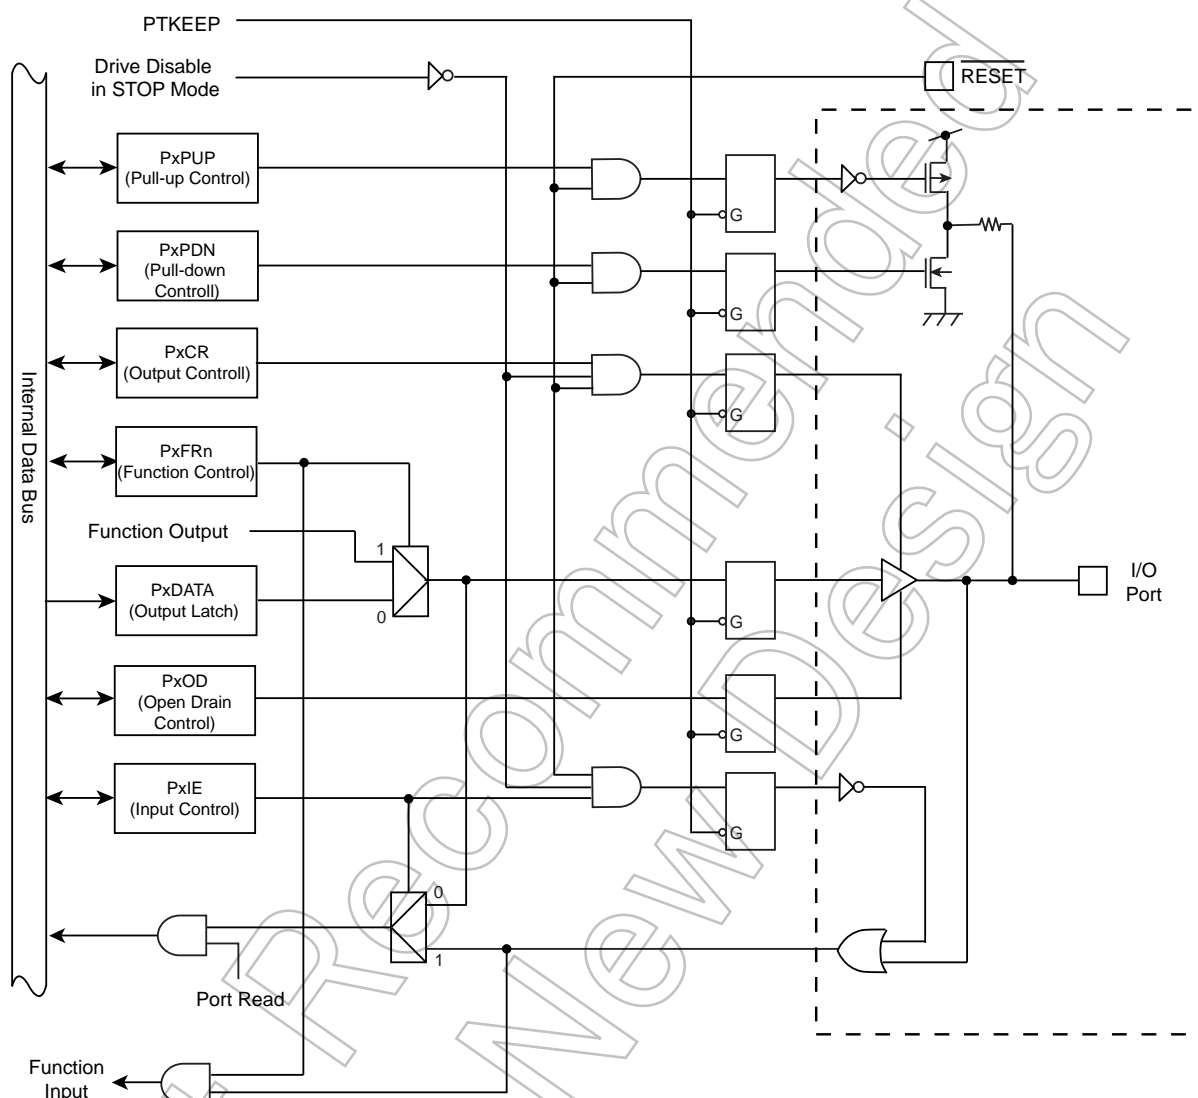 PTKEEP
Drive Disable
in STOP Mode
RESET
PxPUP
(Pull-up Control)
G
PxPDN
(Pull-down
Controll)
G
PxCR
(Output Controll)
G
Internal Data Bus
PxFRn
(Function Control)
Function Output
1
0
PxDATA
(Output Latch)
G
I/O
Port
PxOD
(Open Drain
Control)
G
PxIE
(Input Control)
G
0
1
Port Read
Function
Input
Recommended
New Design